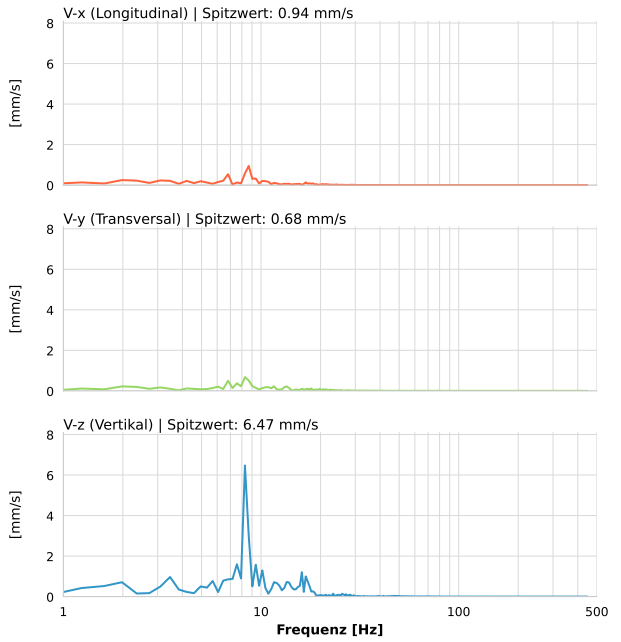 V-x (Longitudinal) | Spitzwert: 0.94 mm/s
8
6
4
2
0
[mm/s]
V-y (Transversal) | Spitzwert: 0.68 mm/s
8
6
4
2
0
[mm/s]
V-z (Vertikal) | Spitzwert: 6.47 mm/s
8
6
4
2
0
[mm/s]
1 10 100 500
Frequenz [Hz]